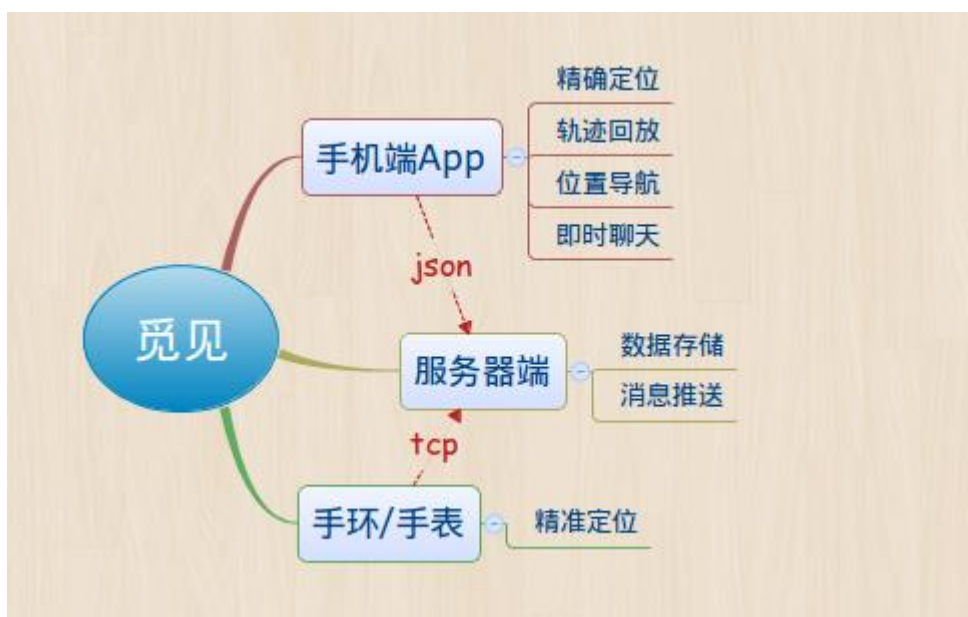 精确定位
轨迹回放
手机端App
位置导航
即时聊天
json
觅见
数据存储
服务器端
消息推送
tcp
手环/手表
精准定位